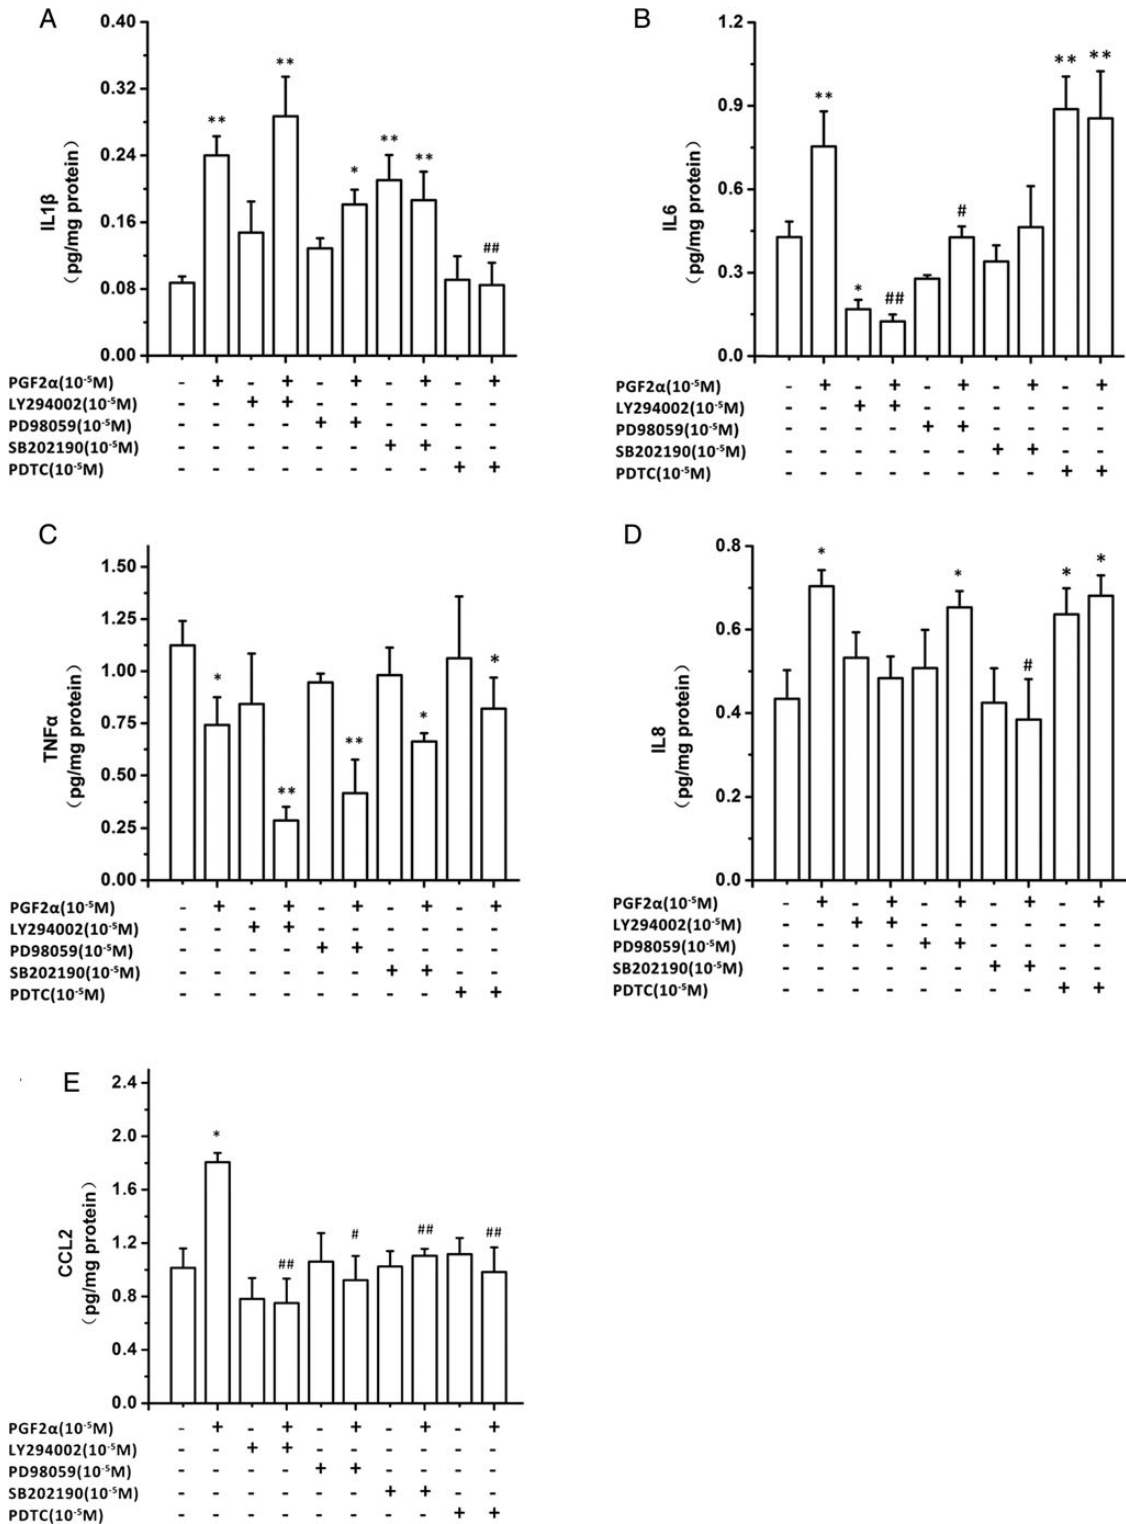 A
0.40
**
0.32
**
**
**
0.24
*
IL1β
(pg/mg protein)
0.16
##
0.08
0.00
PGF2α(10-5M) - + - + - + - + - +
LY294002(10-5M) - - + + - - - - - -
PD98059(10-5M) - - - - + + - - - -
SB202190(10-5M) - - - - - - + + - -
PDTC(10-5M) - - - - - - - - + +
B
1.2
** **
**
0.9
IL6
(pg/mg protein)
0.6
#
0.3
* ##
0.0
PGF2α(10-5M) - + - + - + - + - +
LY294002(10-5M) - - + + - - - - - -
PD98059(10-5M) - - - - + + - - - -
SB202190(10-5M) - - - - - - + + - -
PDTC(10-5M) - - - - - - - - + +
C
1.50
1.25
1.00
* *
TNFα
(pg/mg protein)
0.75
** *
0.50
**
0.25
0.00
PGF2α(10-5M) - + - + - + - + - +
LY294002(10-5M) - - + + - - - - - -
PD98059(10-5M) - - - - + + - - - -
SB202190(10-5M) - - - - - - + + - -
PDTC(10-5M) - - - - - - - - + +
D
0.8
* * * *
0.6
#
IL8
(pg/mg protein)
0.4
0.2
0.0
PGF2α(10-5M) - + - + - + - + - +
LY294002(10-5M) - - + + - - - - - -
PD98059(10-5M) - - - - + + - - - -
SB202190(10-5M) - - - - - - + + - -
PDTC(10-5M) - - - - - - - - + +
E
2.4
*
2.0
1.6
CCL2
(pg/mg protein)
1.2
## # ## ##
0.8
0.4
0.0
PGF2α(10-5M) - + - + - + - + - +
LY294002(10-5M) - - + + - - - - - -
PD98059(10-5M) - - - - + + - - - -
SB202190(10-5M) - - - - - - + + - -
PDTC(10-5M) - - - - - - - - + +